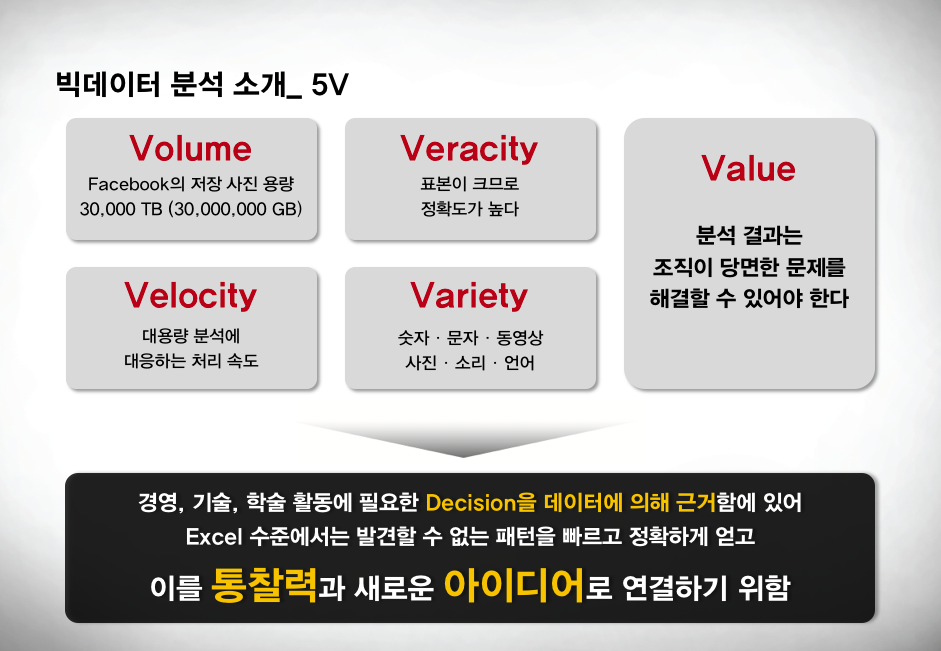 빅데이터 분석 소개_ 5V
Volume
Facebook의 저장 사진 용량
30,000 TB (30,000,000 GB)
Veracity
표본이 크므로
정확도가 높다
Velocity
대용량 분석에
대응하는 처리 속도
Variety
숫자 · 문자 · 동영상
사진 · 소리 · 언어
Value
분석 결과는
조직이 당면한 문제를
해결할 수 있어야 한다
경영, 기술, 학술 활동에 필요한 Decision을 데이터에 의해 근거함에 있어
Excel 수준에서는 발견할 수 없는 패턴을 빠르고 정확하게 얻고
이를 통찰력과 새로운 아이디어로 연결하기 위함